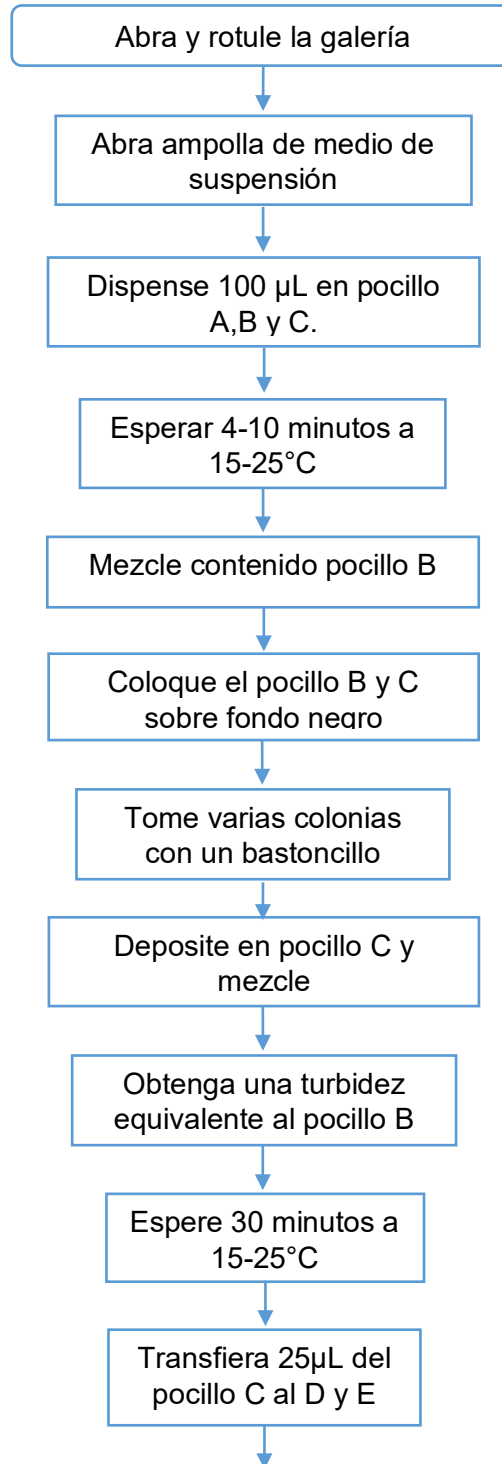 Abra y rotule la galería
Abra ampolla de medio de
suspensión
Dispense 100 µL en pocillo
A,B y C.
Esperar 4-10 minutos a
15-25°C
Mezcle contenido pocillo B
Coloque el pocillo B y C
sobre fondo negro
Tome varias colonias
con un bastoncillo
Deposite en pocillo C y
mezcle
Obtenga una turbidez
equivalente al pocillo B
Espere 30 minutos a
15-25°C
Transfiera 25µL del
pocillo C al D y E